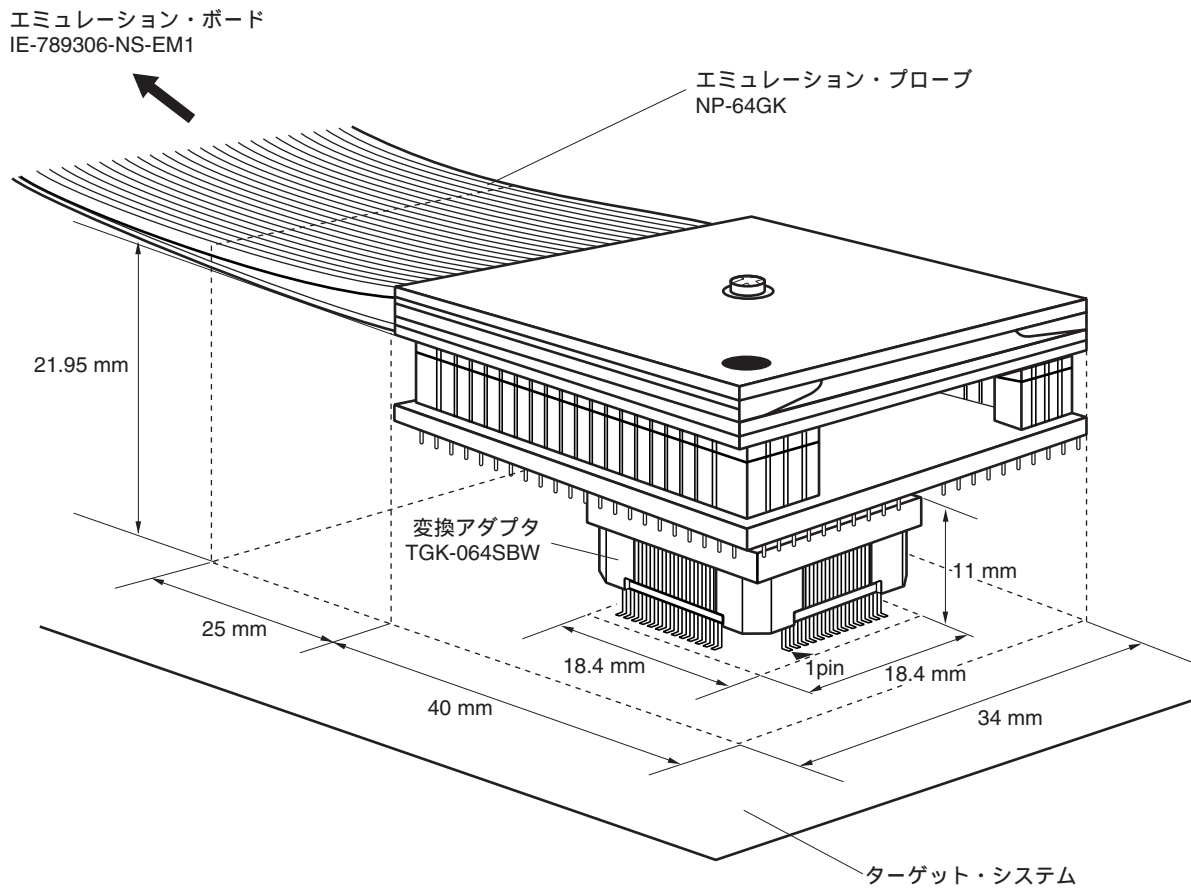 エミュレーション・ボード
IE-789306-NS-EM1
エミュレーション・プローブ
NP-64GK
21.95 mm
変換アダプタ
TGK-064SBW
11 mm
25 mm
18.4 mm
1pin
18.4 mm
40 mm
34 mm
ターゲット・システム